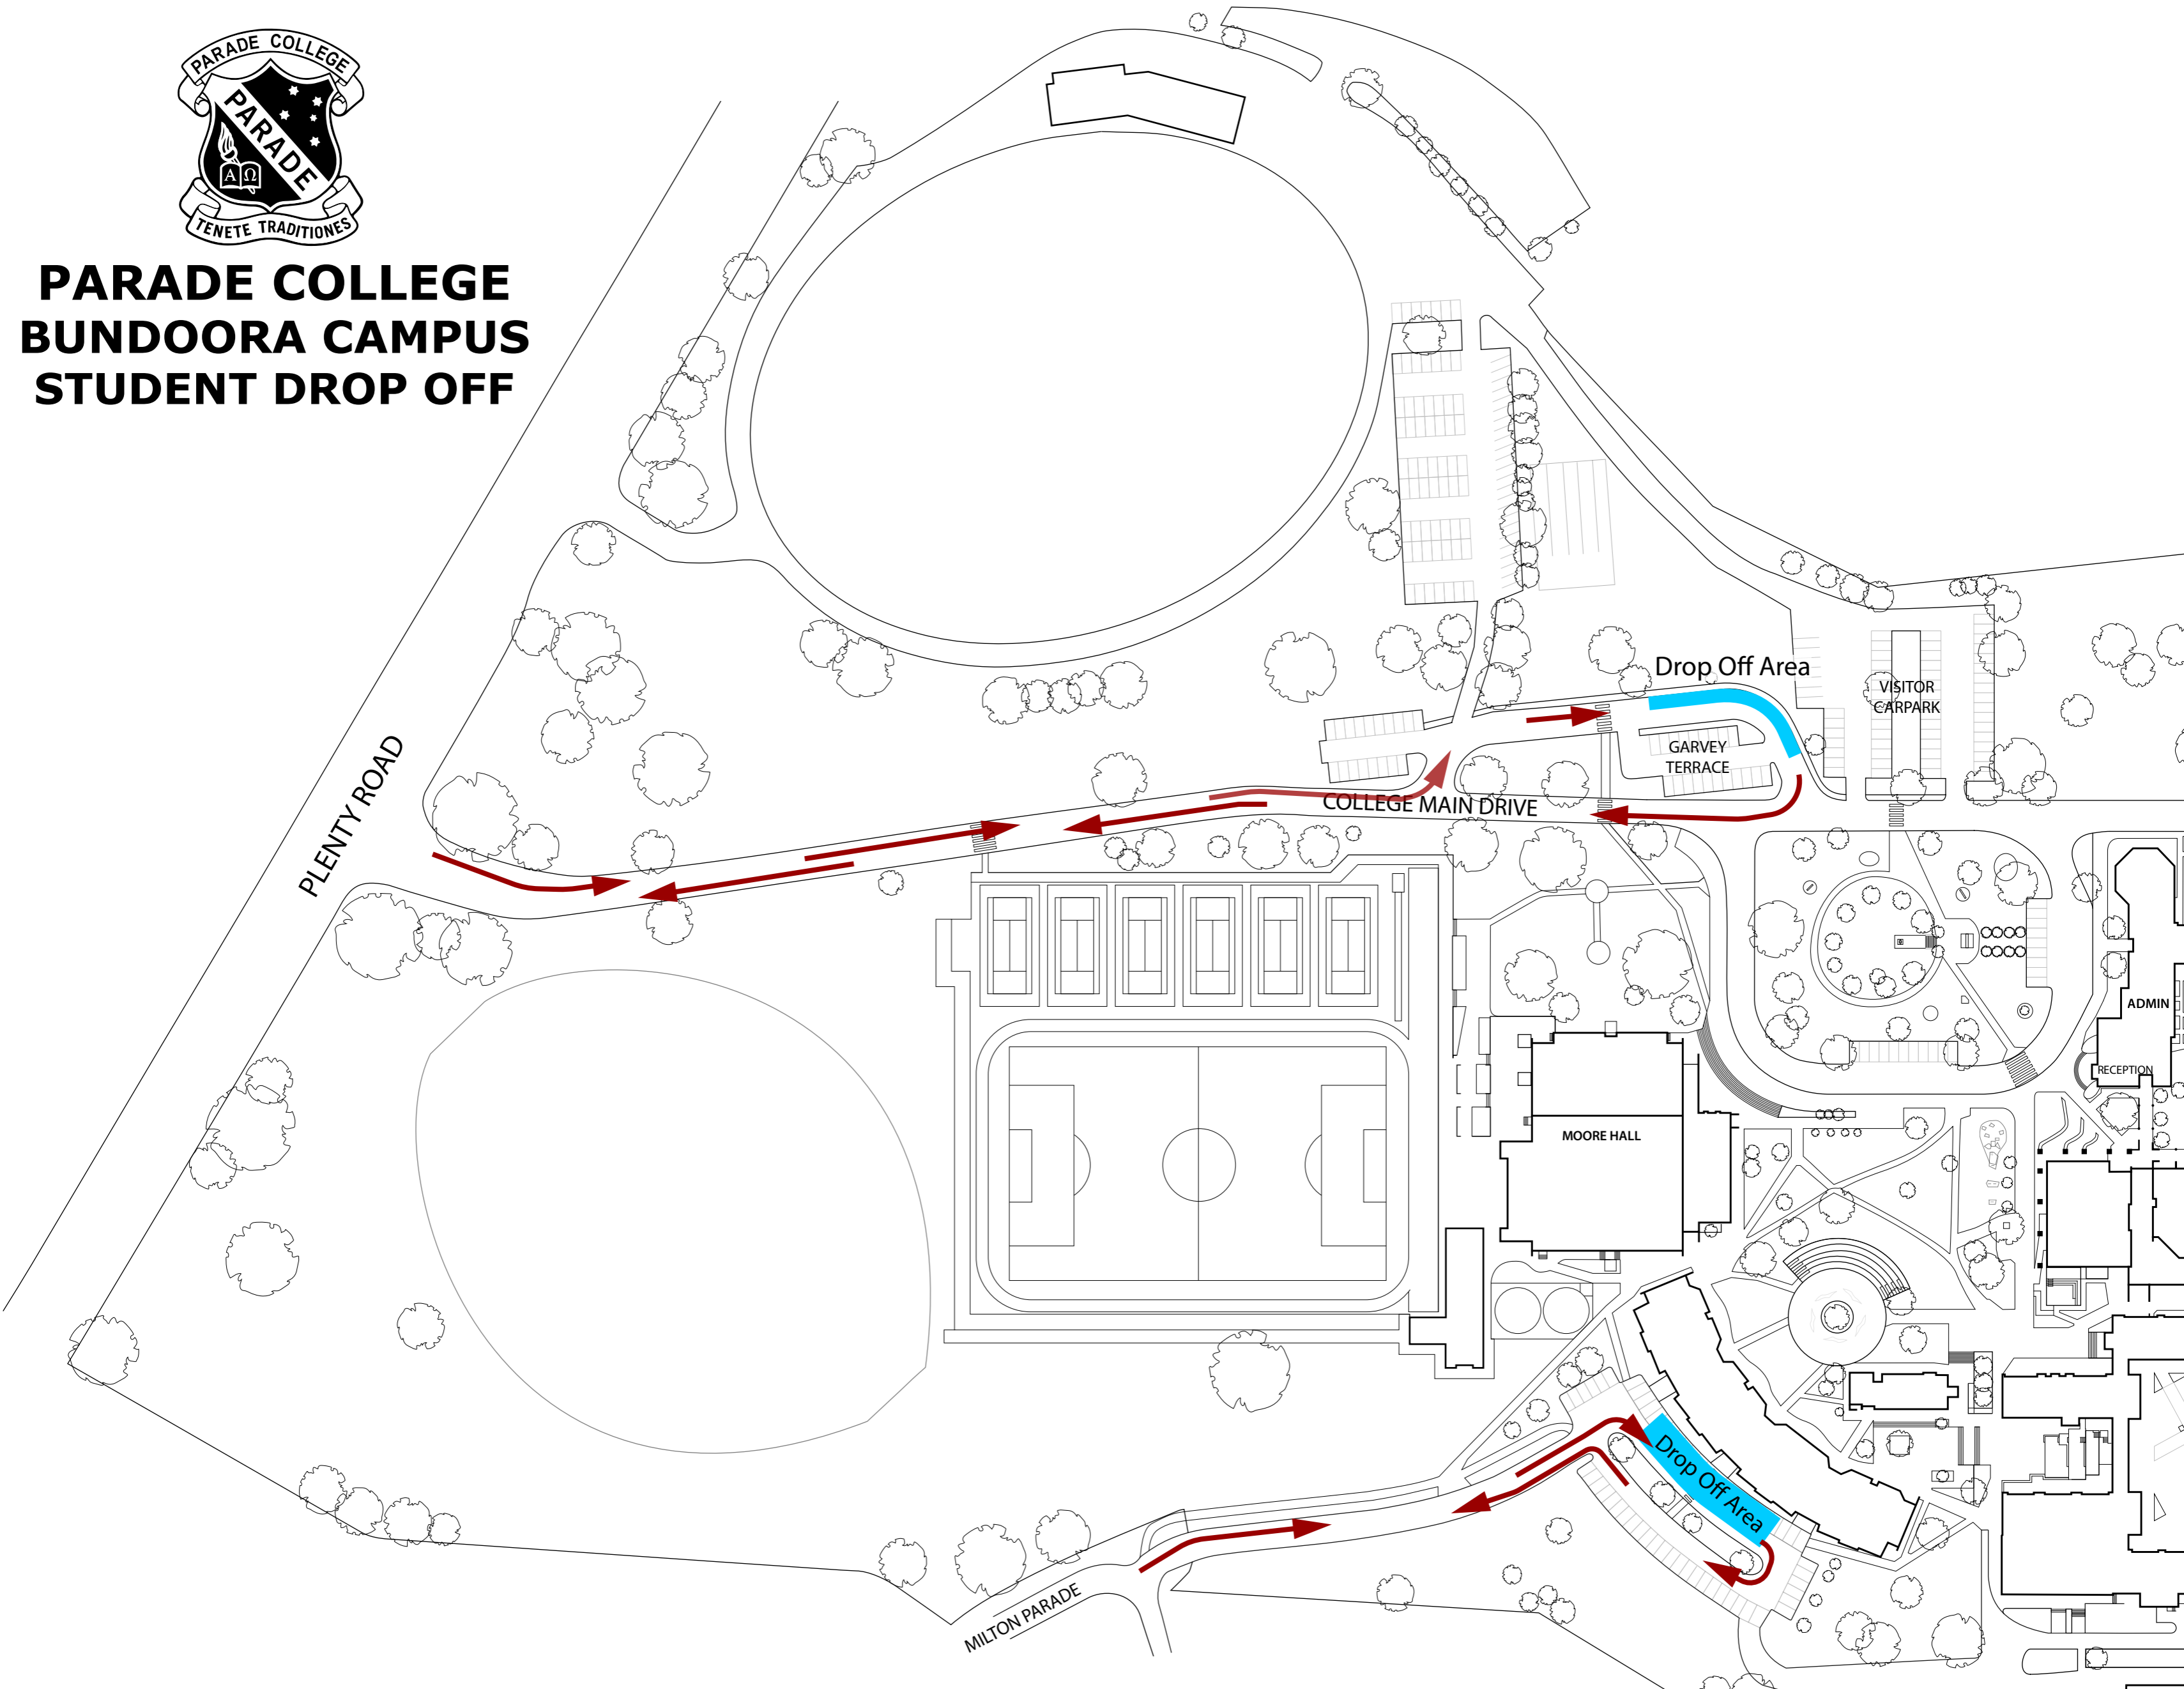 PARADE COLLEGE
PARADE
Α Ω
TENETE TRADITIONES
PARADE COLLEGE
BUNDOORA CAMPUS
STUDENT DROP OFF
Drop Off Area
VISITOR
CARPARK
GARVEY
TERRACE
COLLEGE MAIN DRIVE
PLENTY ROAD
ADMIN
RECEPTION
MOORE HALL
Drop Off Area
MILTON PARADE